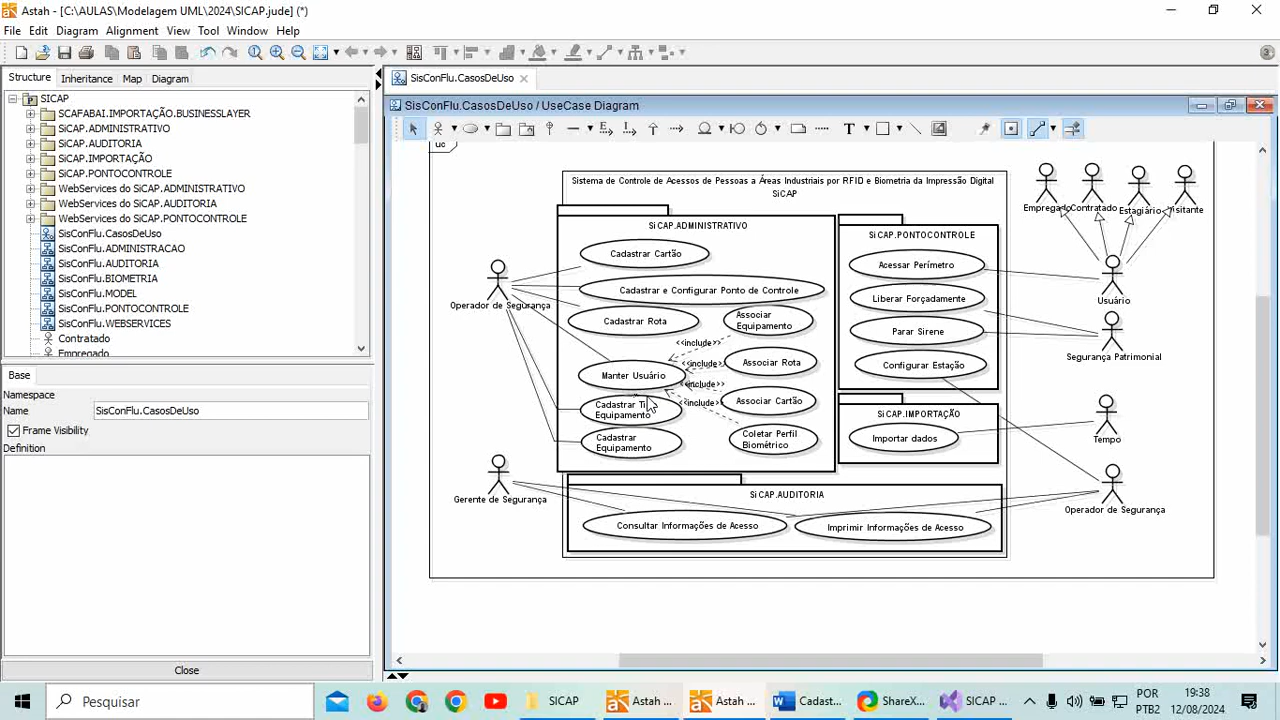 Astah - [C:\AULAS\Modelagem UML\2024\SICAP.jude] (*)
File Edit Diagram Alignment View Tool Window Help
3
Structure Inheritance Map Diagram
SICAP
SCAFABAI.IMPORTAÇÃO.BUSINESSLAYER
SiCAP.ADMINISTRATIVO
SiCAP.AUDITORIA
SiCAP.IMPORTAÇÃO
SiCAP.PONTOCONTROLE
WebServices do SiCAP.ADMINISTRATIVO
WebServices do SiCAP.AUDITORIA
WebServices do SiCAP.PONTOCONTROLE
SisConFlu.CasosDeUso
SisConFlu.ADMINISTRACAO
SisConFlu.AUDITORIA
SisConFlu.BIOMETRIA
SisConFlu.MODEL
SisConFlu.PONTOCONTROLE
SisConFlu.WEBSERVICES
Contratado
Empregado
Base
Namespace
Name SisConFlu.CasosDeUso
Frame Visibility
Definition
Close
SisConFlu.CasosDeUso
SisConFlu.CasosDeUso / UseCase Diagram
T
uc
Sistema de Controle de Acessos de Pessoas a Áreas Industriais por RFID e Biometria da Impressão Digital
SiCAP
SiCAP.ADMINISTRATIVO
Cadastrar Cartão
Cadastrar e Configurar Ponto de Controle
Cadastrar Rota
Associar
Equipamento
<<include>>
Manter Usuário
<<include>>
Associar Rota
<<include>>
Cadastrar Ti
Equipamento
<<include>>
Associar Cartão
Cadastrar
Equipamento
Coletar Perfil
Biométrico
Operador de Segurança
Gerente de Segurança
SiCAP.PONTOCONTROLE
Acessar Perímetro
Liberar Forçadamente
Parar Sirene
Configurar Estação
SiCAP.IMPORTAÇÃO
Importar dados
SiCAP.AUDITORIA
Consultar Informações de Acesso
Imprimir Informações de Acesso
Empregado Contratado Estagiário
Usuário
Segurança Patrimonial
Tempo
Operador de Segurança
Pesquisar
SICAP
Astah ...
Astah ...
Cadast...
ShareX...
SICAP ...
POR
PTB2
19:38
12/08/2024